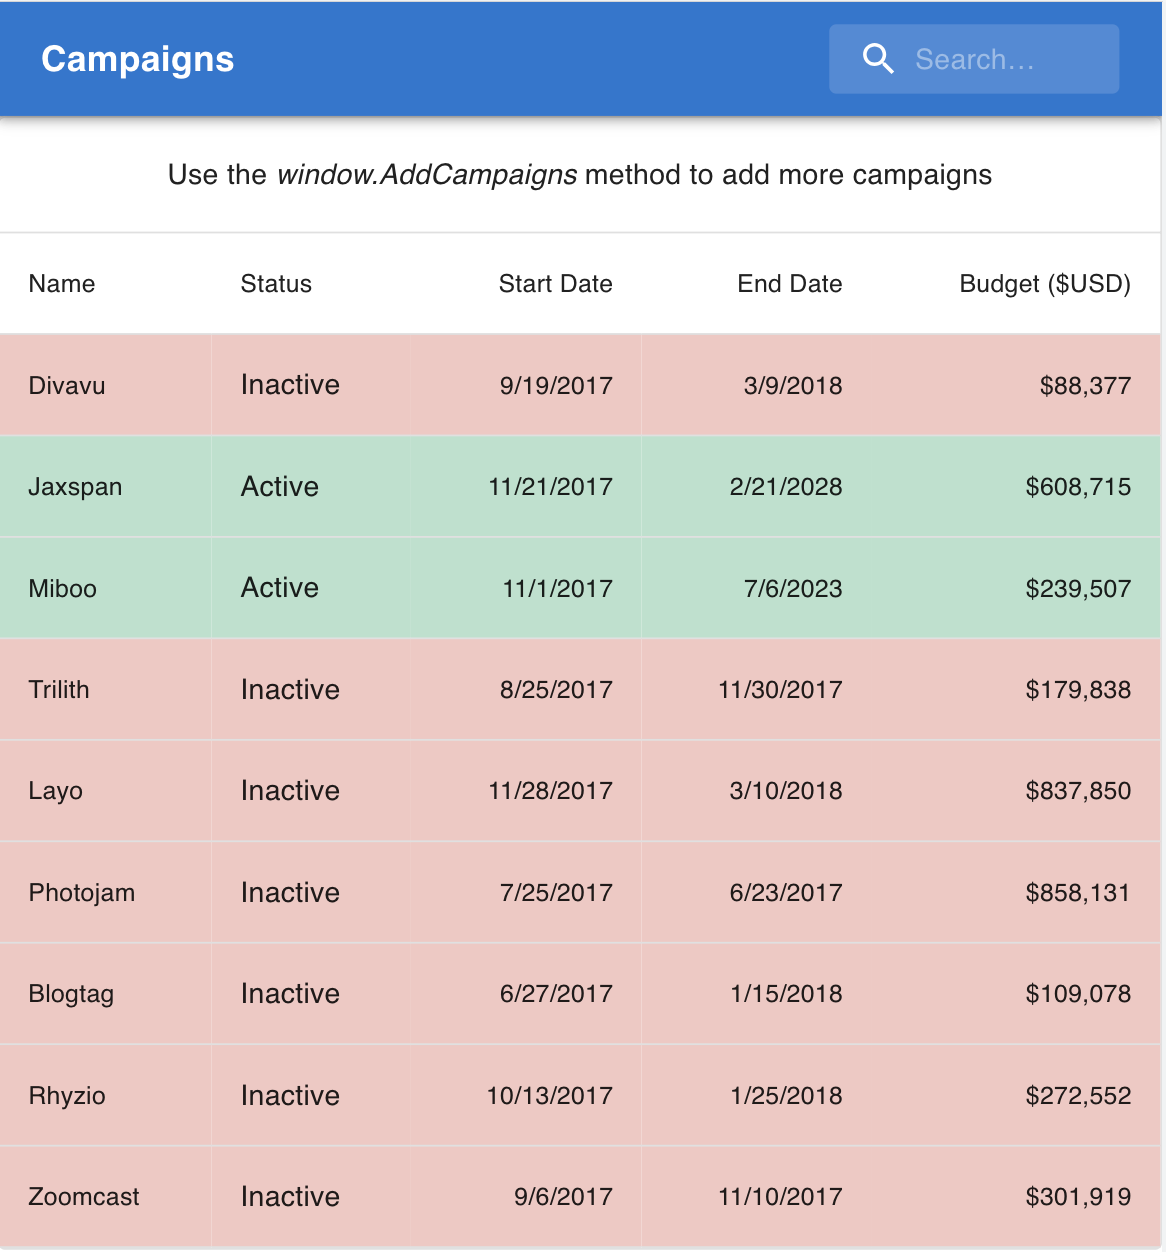 Campaigns
Search...
Use the window.AddCampaigns method to add more campaigns
Name Status Start Date End Date Budget ($USD)
Divavu Inactive 9/19/2017 3/9/2018 $88,377
Jaxspan Active 11/21/2017 2/21/2028 $608,715
Miboo Active 11/1/2017 7/6/2023 $239,507
Trilith Inactive 8/25/2017 11/30/2017 $179,838
Layo Inactive 11/28/2017 3/10/2018 $837,850
Photojam Inactive 7/25/2017 6/23/2017 $858,131
Blogtag Inactive 6/27/2017 1/15/2018 $109,078
Rhyzio Inactive 10/13/2017 1/25/2018 $272,552
Zoomcast Inactive 9/6/2017 11/10/2017 $301,919